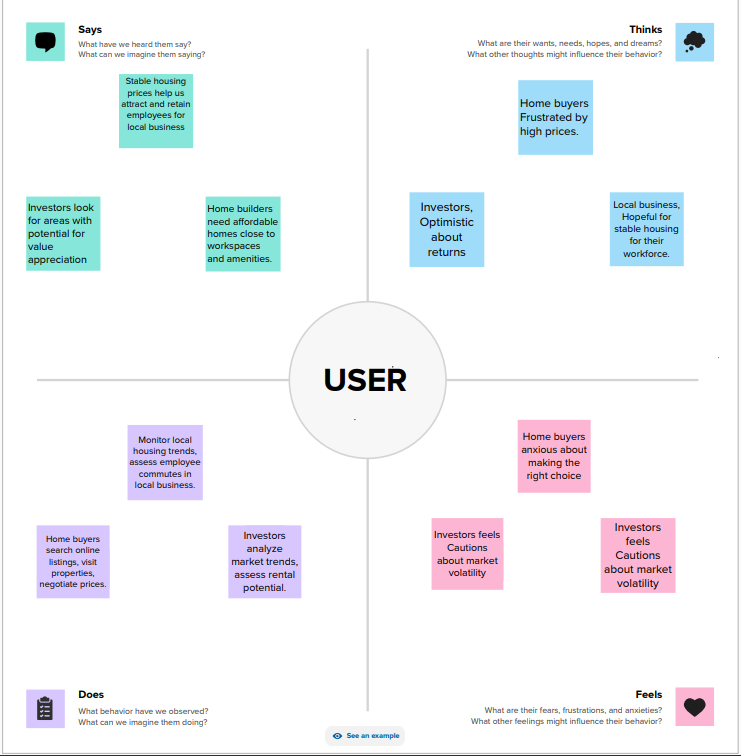 Says
What have we heard them say?
What can we imagine them saying?
Stable housing
prices help us
attract and retain
employees for
local business
Investors look
for areas with
potential for
value
appreciation
Home builders
need affordable
homes close to
workspaces
and amenities.
Thinks
What are their wants, needs, hopes, and dreams?
What other thoughts might influence their behavior?
Home buyers
Frustrated by
high prices.
Investors,
Optimistic
about
returns
Local business,
Hopeful for
stable housing
for their
workforce.
USER
Monitor local
housing trends,
assess employee
commutes in
local business.
Home buyers
search online
listings, visit
properties,
negotiate prices.
Investors
analyze
market trends,
assess rental
potential.
Does
What behavior have we observed?
What can we imagine them doing?
Home buyers
anxious about
making the
right choice
Investors feels
Cautions
about market
volatility
Investors
feels
Cautions
about market
volatility
Feels
What are their fears, frustrations, and anxieties?
What other feelings might influence their behavior?
See an example